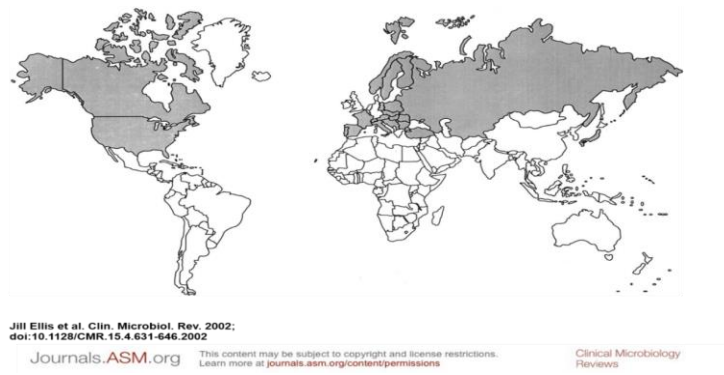 Jill Ellis et al. Clin. Microbiol. Rev. 2002;
doi:10.1128/CMR.15.4.631-646.2002
Journals.ASM.org
This content may be subject to copyright and license restrictions.
Learn more at journals.asm.org/content/permissions
Clinical Microbiology
Reviews